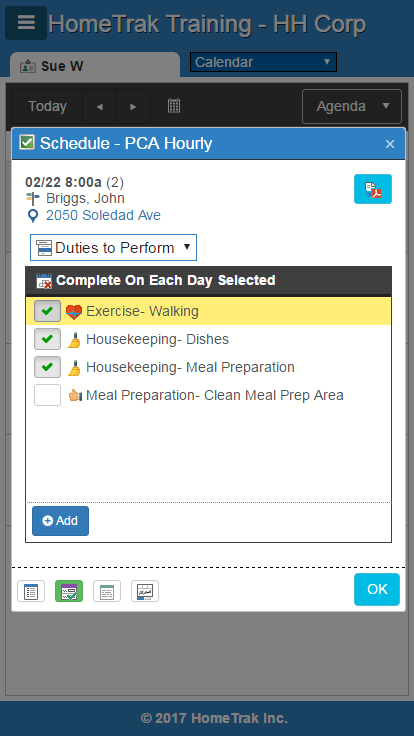 HomeTrak Training - HH Corp
Sue W
Calendar
Today
Agenda
Schedule - PCA Hourly
×
02/22 8:00a (2)
Briggs, John
2050 Soledad Ave
Duties to Perform
Complete On Each Day Selected
Exercise- Walking
Housekeeping- Dishes
Housekeeping- Meal Preparation
Meal Preparation- Clean Meal Prep Area
Add
OK
© 2017 HomeTrak Inc.